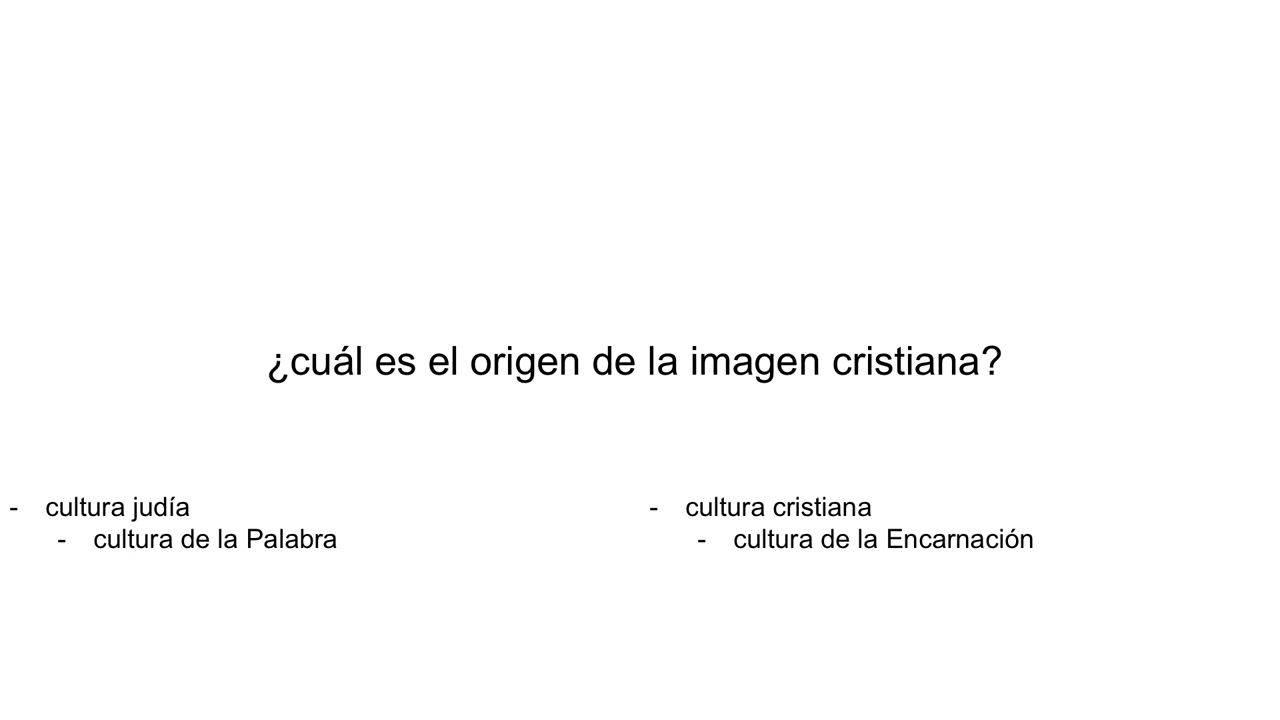 ¿cuál es el origen de la imagen cristiana?
- cultura judía
- cultura de la Palabra
- cultura cristiana
- cultura de la Encarnación